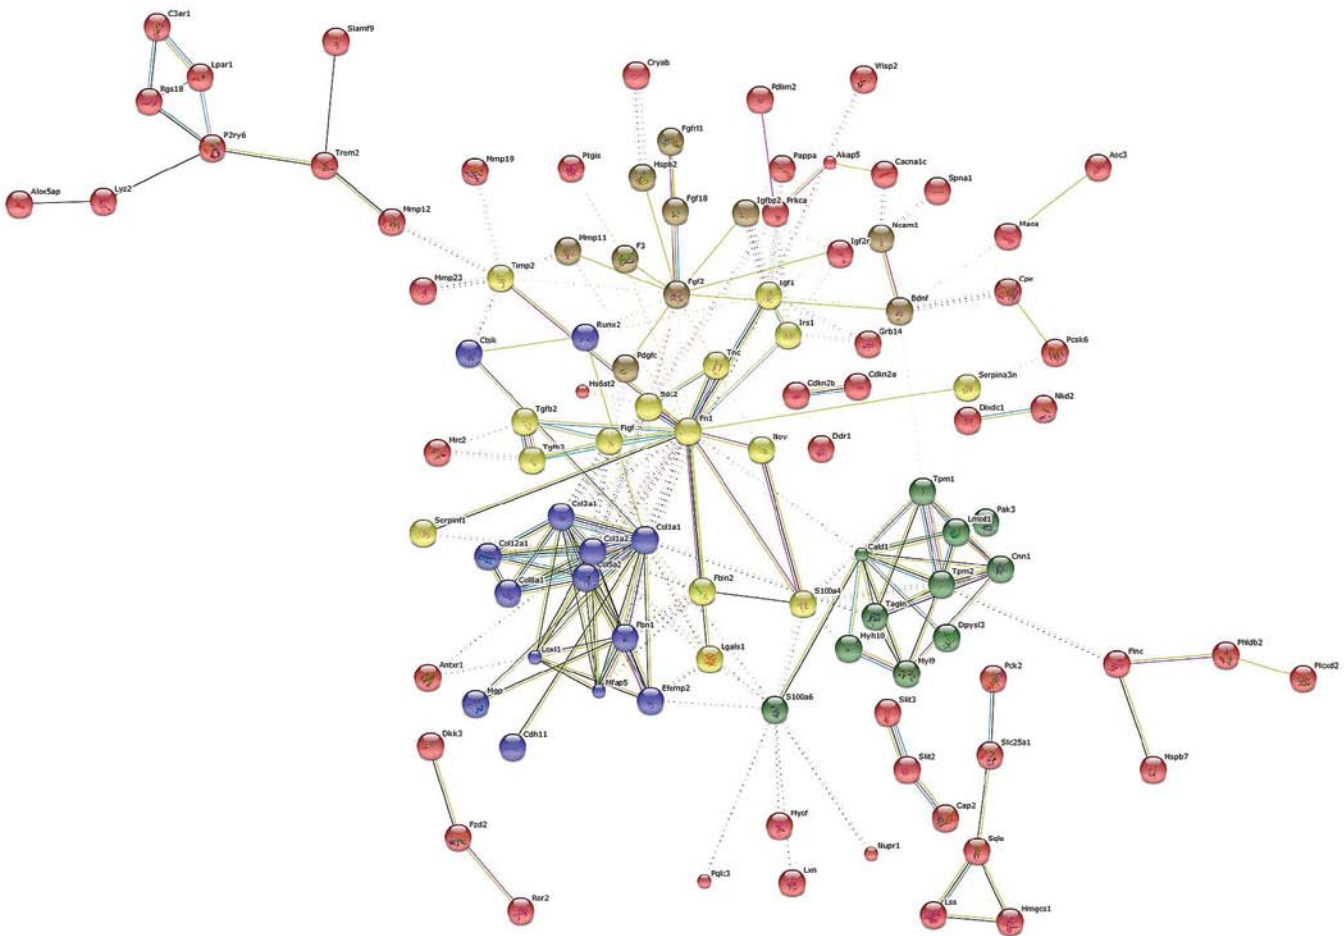 C3ar1
Slamf9
Lpar1
Rgs18
P2ry6
Trem2
Alox5ap
Lyz2
Mmp12
Cryab
Wisp2
Pdlim2
Fgfrl1
Mmp19
Ptgis
Hspb2
Pappa
Akap5
Cacna1c
Aoc3
Spna1
Fgf18
Igfbp2
Prkca
Ncam1
Maoa
Mmp11
F3
Igf2r
Timp2
Mmp23
Fgf2
Igf1
Bdnf
Cpe
Runx2
Irs1
Grb14
Ctsk
Pcsk6
Pdgfc
Tnc
Hs6st2
Cdkn2b
Cdkn2a
Serpina3n
Sdc2
Dixdc1
Nkd2
Tgfb2
Figf
Fn1
Mrc2
Tgfb3
Nov
Ddr1
Tpm1
Serpinf1
Col3a1
Col1a1
Lmod1
Pak3
Col12a1
Col1a2
Cald1
Cnn1
Col8a1
Col5a2
Tpm2
Fbln2
S100a4
Tagln
Fbn1
Myh10
Dpysl3
Loxl1
Lgals1
Myl9
Antxr1
Flnc
Phldb2
Plcxd2
Mgp
Mfap5
Efemp2
S100a6
Pck2
Slit3
Dkk3
Cdh11
Slc25a1
Slit2
Hspb7
Cap2
Fzd2
Myof
Nupr1
Sqle
Pqlc3
Lxn
Ror2
Lss
Hmgcs1